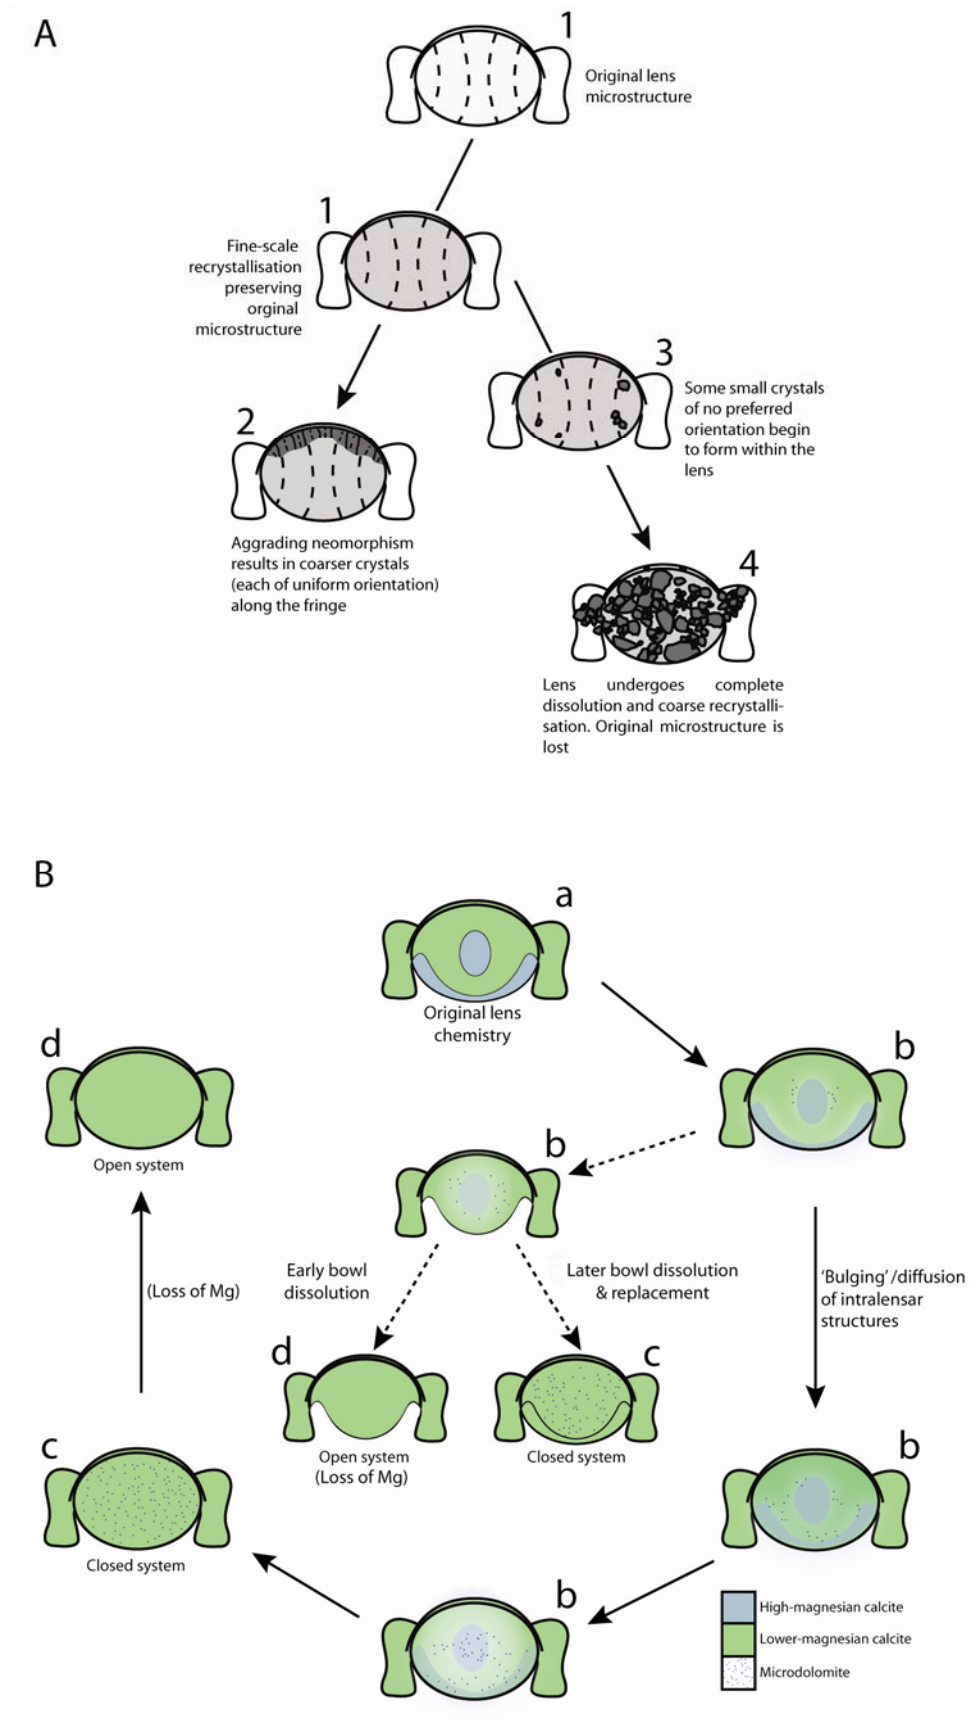 A
1
Original lens
microstructure
1
Fine-scale
recrystallisation
preserving
orginal
microstructure
3
Some small crystals
of no preferred
orientation begin
to form within the
lens
2
Aggrading neomorphism
results in coarser crystals
(each of uniform orientation)
along the fringe
4
Lens undergoes complete
dissolution and coarse recrystalli-
sation. Original microstructure is
lost
B
a
Original lens
chemistry
d
Open system
b
b
(Loss of Mg)
Early bowl
dissolution
Later bowl dissolution
& replacement
'Bulging'/diffusion
of intralensar
structures
d
Open system
(Loss of Mg)
c
Closed system
c
Closed system
b
b
High-magnesian calcite
Lower-magnesian calcite
Microdolomite